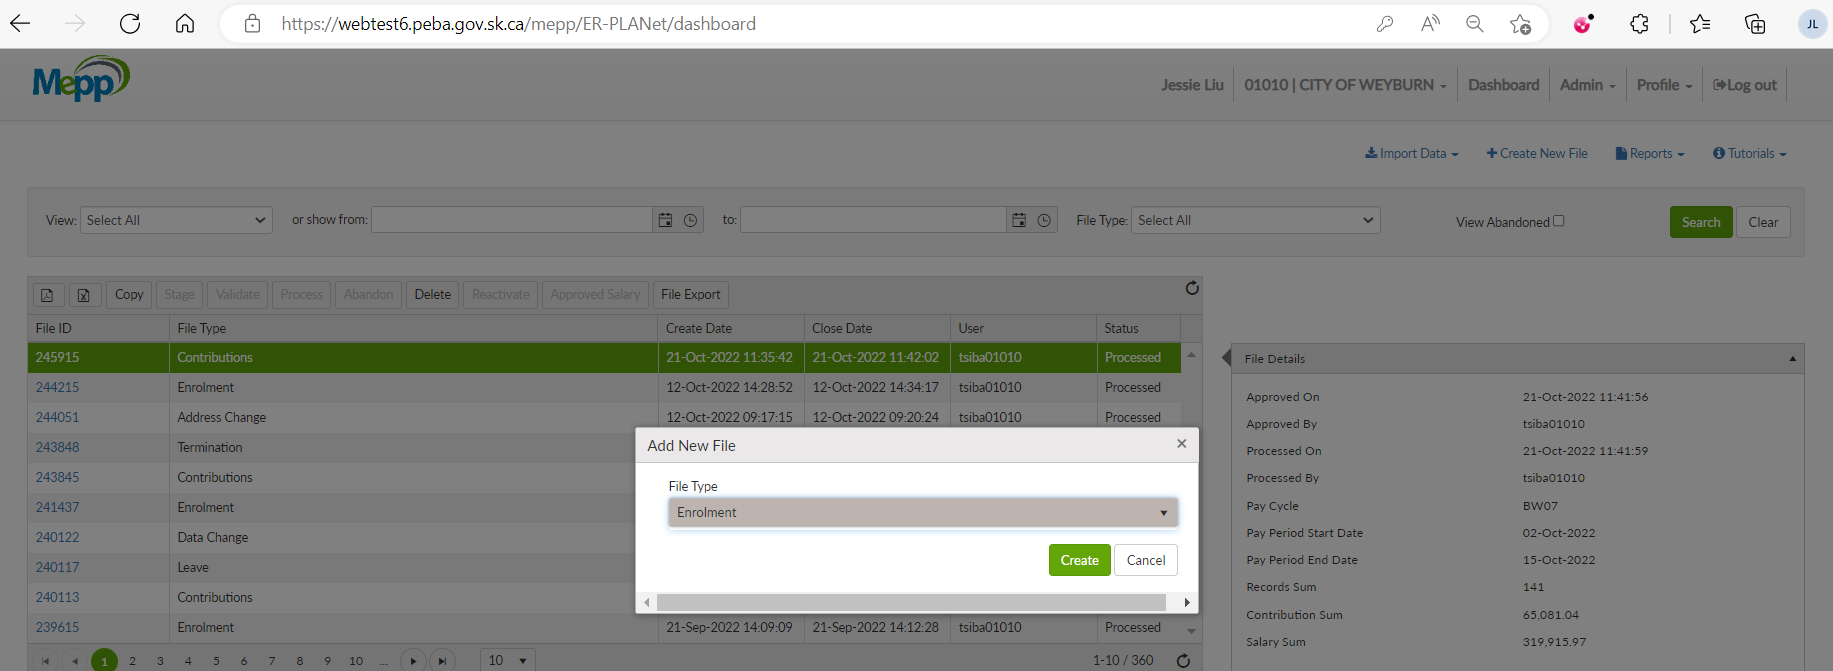 https://webtest6.peba.gov.sk.ca/mepp/ER-PLANet/dashboard
JL
Mepp
Jessie Liu 01010 | CITY OF WEYBURN Dashboard Admin Profile Log out
Import Data Create New File Reports Tutorials
View: Select All or show from: to: File Type: Select All View Abandoned Search Clear
Copy Stage Validate Process Abandon Delete Reactivate Approved Salary File Export
File ID File Type Create Date Close Date User Status
245915 Contributions 21-Oct-2022 11:35:42 21-Oct-2022 11:42:02 tsiba01010 Processed
244215 Enrolment 12-Oct-2022 14:28:52 12-Oct-2022 14:34:17 tsiba01010 Processed
244051 Address Change 12-Oct-2022 09:17:15 12-Oct-2022 09:20:24 tsiba01010 Processed
243848 Termination
243845 Contributions
241437 Enrolment
240122 Data Change
240117 Leave
240113 Contributions
239615 Enrolment 21-Sep-2022 14:09:09 21-Sep-2022 14:12:28 tsiba01010 Processed
1 2 3 4 5 6 7 8 9 10 ... 10 1-10 / 360
Add New File
File Type
Enrolment
Create Cancel
File Details
Approved On 21-Oct-2022 11:41:56
Approved By tsiba01010
Processed On 21-Oct-2022 11:41:59
Processed By tsiba01010
Pay Cycle BW07
Pay Period Start Date 02-Oct-2022
Pay Period End Date 15-Oct-2022
Records Sum 141
Contribution Sum 65,081.04
Salary Sum 319,915.97